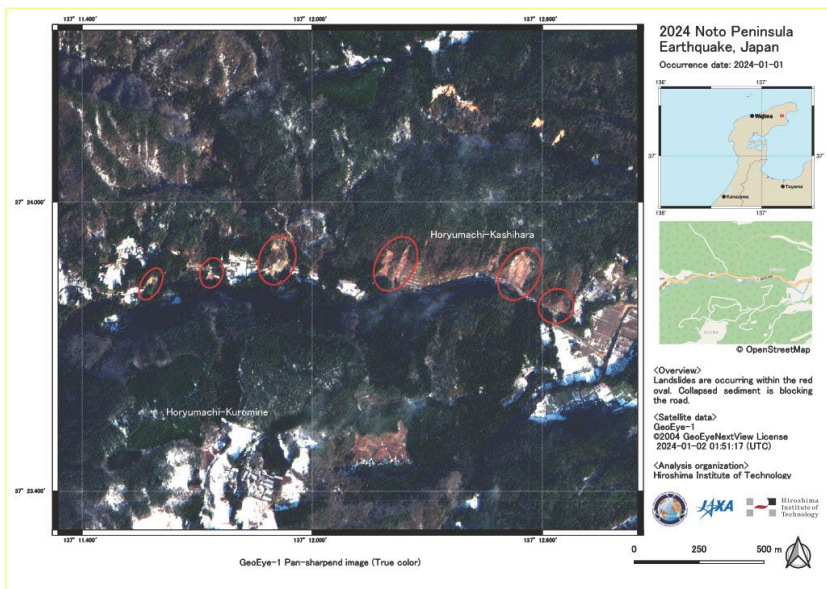 137° 11.400'
137° 12.000'
137° 12.600'
2024 Noto Peninsula
Earthquake, Japan
Occurrence date: 2024-01-01
136°
137°
Wajima
37°
37°
Toyama
Kanazawa
136°
137°
37° 24.000'
Horyumachi-Kashihara
© OpenStreetMap
<Overview>
Landslides are occurring within the red
oval. Collapsed sediment is blocking
the road.
Horyumachi-Kuromine
<Satellite data>
GeoEye-1
©2004 GeoEyeNextView License
2024-01-02 01:51:17 (UTC)
<Analysis organization>
Hiroshima Institute of Technology
37° 23.400'
JAXA
Hiroshima
Institute of
Technology
137° 11.400'
137° 12.000'
137° 12.600'
0 250 500 m
GeoEye-1 Pan-sharpend image (True color)